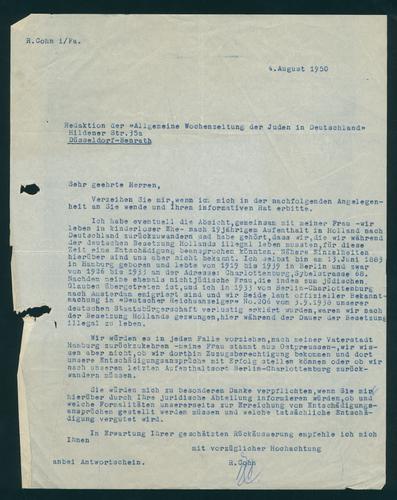 R.Cohn i/Fa.
4.August 1950
Redaktion der "Allgemeine Wochenzeitung der Juden in Deutschland"
Hildener Str.35a
Düsseldorf-Benrath
Sehr geehrte Herren,
Verzeihen Sie mir,wenn ich mich in der nachfolgenden Angelegen-
heit an Sie wende und Ihren informativen Rat erbitte.
Ich habe eventuell die Absicht,gemeinsam mit meiner Frau -wir
leben in kinderloser Ehe- nach 19jährigem Aufenthalt in Holland nach
Deutschland zurückzuwandern und habe gehört,dass wir,die wir während
der deutschen Besetzung Hollands illegal leben mussten,für diese
Zeit eine Entschädigung beanspruchen könnten. Nähere Einzelheiten
hierüber sind uns aber nicht bekannt. Ich selbst bin am 13.Juni 1883
in Hamburg geboren und lebte von 1919 bis 1933 in Berlin und zwar
von 1926 bis 1933 an der Adresse: Charlottenburg,Sybelstrasse 68.
Nachdem meine ehemals nichtjüdische Frau,die indes zum jüdischen
Glauben übergetreten ist,und ich in 1933 von Berlin-Charlottenburg
nach Amsterdam emigriert sind und wir beide laut offizieller Bekannt-
machung in "Deutscher Reichsanzeiger" No.206 vom 3.9.1938 unserer
deutschen Staatsbürgerschaft verlustig erklärt wurden,waren wir nach
der Besetzung Hollands gezwungen,hier während der Dauer der Besetzung
illegal zu leben.
Wir würden es in jedem Falle vorziehen,nach meiner Vaterstadt
Hamburg zurückzukehren -meine Frau stammt aus Ostpreussen-,wir wis-
sen aber nicht,ob wir dorthin Zuzugsberechtigung bekommen und dort
unsere Entschädigungsansprüche mit Erfolg stellen können oder ob wir
nach unseren letzten Aufenthaltsort Berlin-Charlottenburg zurückwan-
dern müssen.
Sie würden mich zu besonderem Danke verpflichten,wenn Sie mich
hierüber durch Ihre juridische Abteilung informieren würden,ob und
welche Formalitäten unsererseits zur Erreichung von Entschädigungs-
ansprüchen gestellt werden müssen und welche tatsächliche Entschä-
digung vergütet wird.
In Erwartung Ihrer geschätzten Rückäusserung empfehle ich mich
Ihnen
mit vorzüglicher Hochachtung
anbei Antwortschein.
R.Cohn